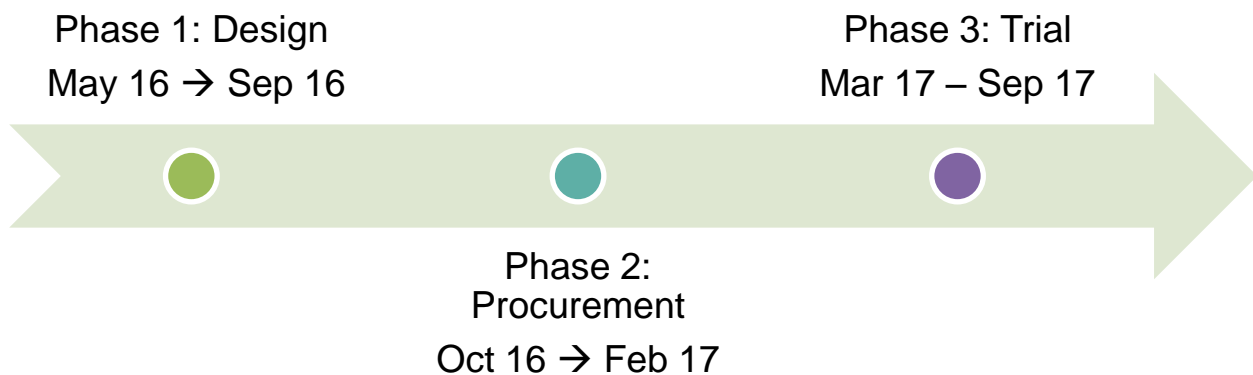 Phase 1: Design
May 16 → Sep 16
Phase 2:
Procurement
Oct 16 → Feb 17
Phase 3: Trial
Mar 17 – Sep 17